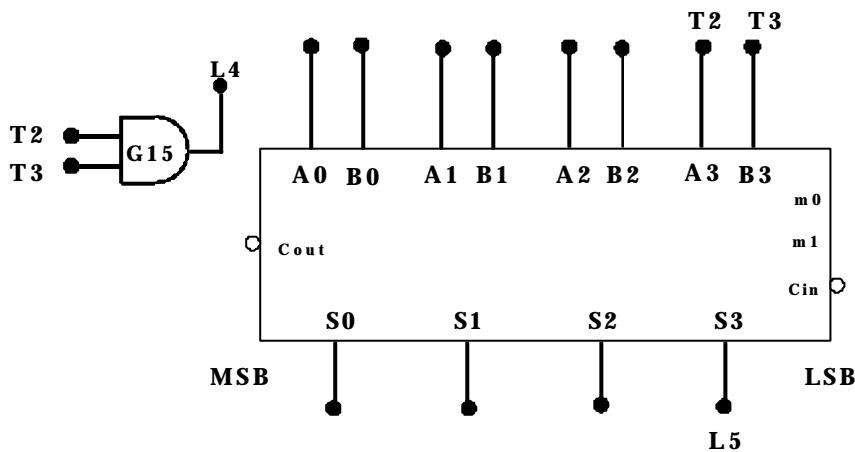 T2 T3
L4
T2
G15
T3
A0 B0 A1 B1 A2 B2 A3 B3
m0
m1
Cout
Cin
S0 S1 S2 S3
MSB LSB
L5